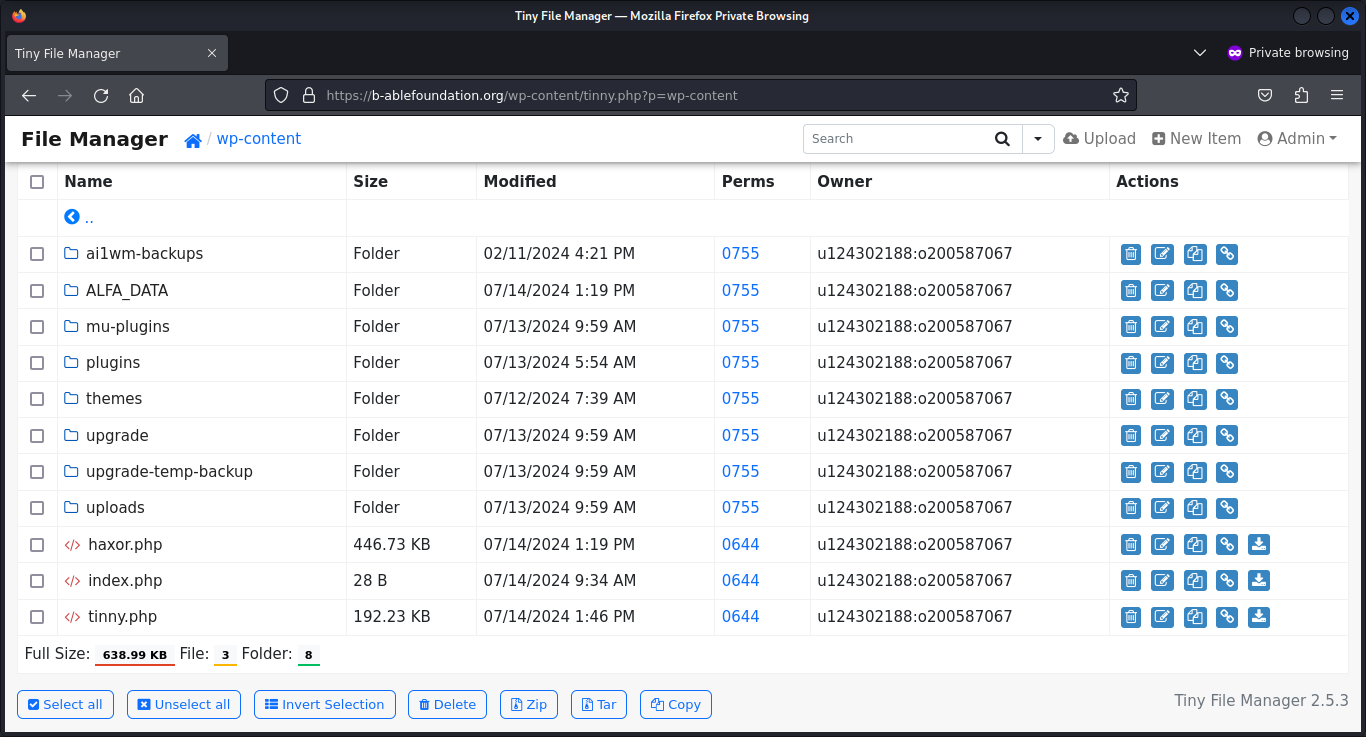 Tiny File Manager — Mozilla Firefox Private Browsing
Tiny File Manager
Private browsing
https://b-ablefoundation.org/wp-content/tinny.php?p=wp-content
File Manager / wp-content Search Upload New Item Admin
Name Size Modified Perms Owner Actions
..
ai1wm-backups Folder 02/11/2024 4:21 PM 0755 u124302188:o200587067
ALFA_DATA Folder 07/14/2024 1:19 PM 0755 u124302188:o200587067
mu-plugins Folder 07/13/2024 9:59 AM 0755 u124302188:o200587067
plugins Folder 07/13/2024 5:54 AM 0755 u124302188:o200587067
themes Folder 07/12/2024 7:39 AM 0755 u124302188:o200587067
upgrade Folder 07/13/2024 9:59 AM 0755 u124302188:o200587067
upgrade-temp-backup Folder 07/13/2024 9:59 AM 0755 u124302188:o200587067
uploads Folder 07/13/2024 9:59 AM 0755 u124302188:o200587067
haxor.php 446.73 KB 07/14/2024 1:19 PM 0644 u124302188:o200587067
index.php 28 B 07/14/2024 9:34 AM 0644 u124302188:o200587067
tinny.php 192.23 KB 07/14/2024 1:46 PM 0644 u124302188:o200587067
Full Size: 638.99 KB File: 3 Folder: 8
Select all Unselect all Invert Selection Delete Zip Tar Copy Tiny File Manager 2.5.3